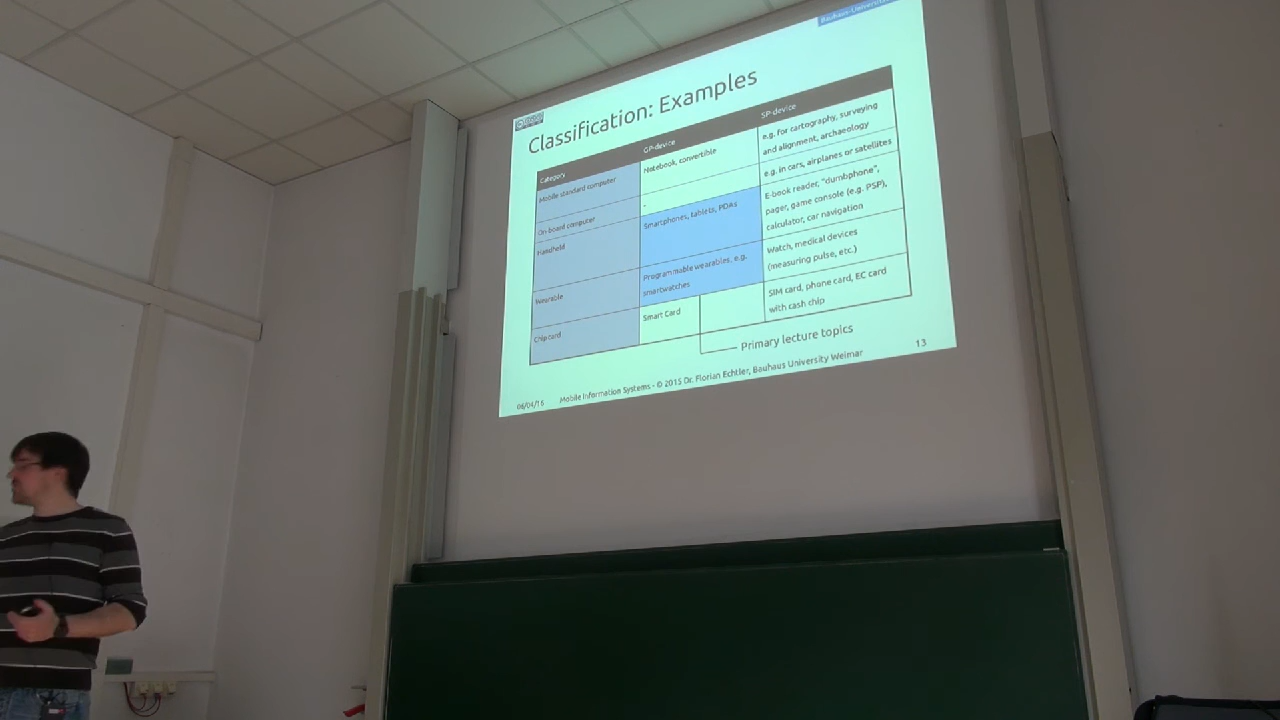 Bauhaus-Universität
Classification: Examples
Category GP-device SP-device
Mobile standard computer Notebook, convertible e.g. for cartography, surveying
and alignment, archaeology
On-board computer - e.g. in cars, airplanes or satellites
Handheld Smartphones, tablets, PDAs E-book reader, "dumbphone",
pager, game console (e.g. PSP),
calculator, car navigation
Wearable Programmable wearables, e.g. Watch, medical devices
smartwatches (measuring pulse, etc.)
Chip card Smart Card SIM card, phone card, EC card
with cash chip
Primary lecture topics
06/04/16 Mobile Information Systems - © 2015 Dr. Florian Echtler, Bauhaus University Weimar 13